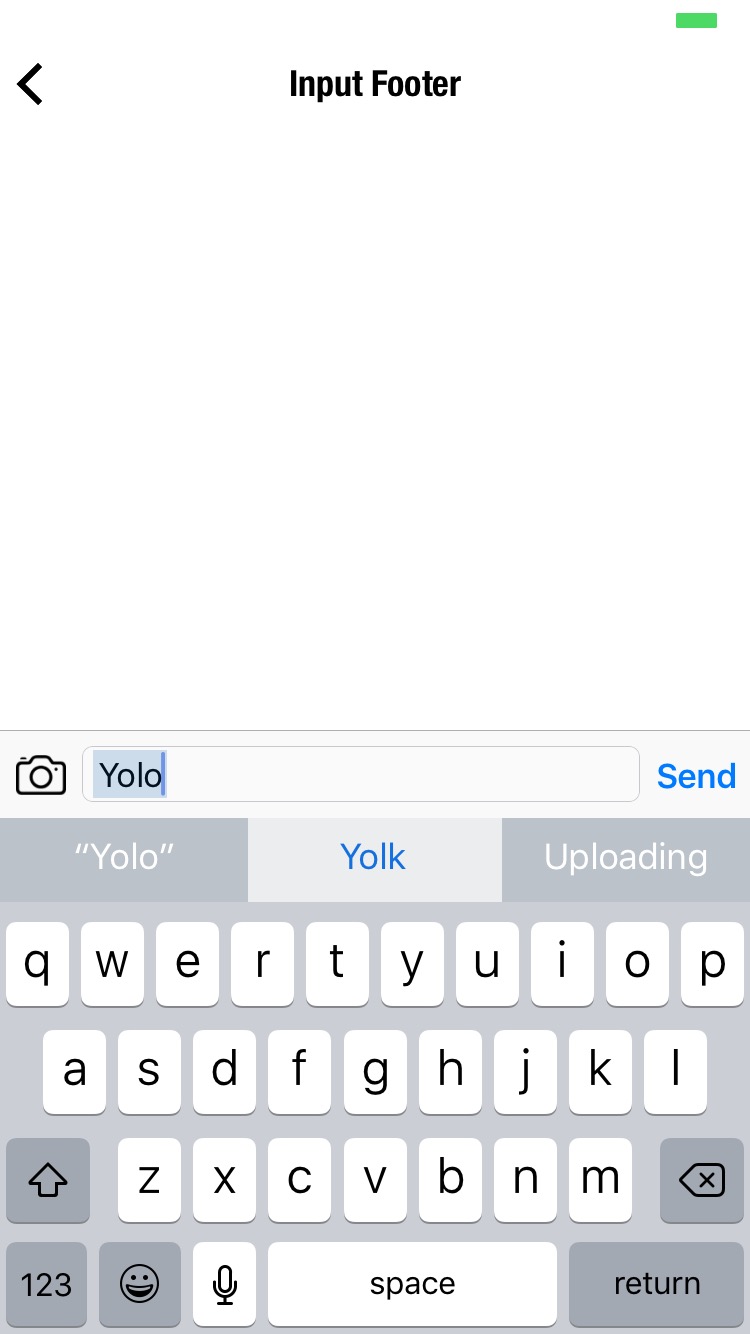 Input Footer
Yolo Send
“Yolo” Yolk Uploading
q w e r t y u i o p
a s d f g h j k l
z x c v b n m
123 space return